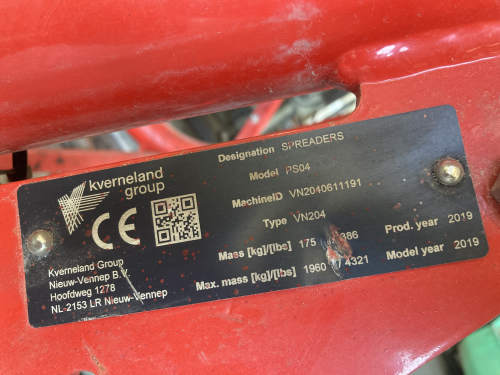 kverneland
group
CE
Kverneland Group
Nieuw-Vennep B.V.
Hoofdweg 1278
NL-2153 LR Nieuw-Vennep
Designation SPREADERS
Model PS04
MachineID VN2040611191
Type VN204
Mass [kg]/[lbs] 175 386 Prod. year 2019
Max. mass [kg]/[lbs] 1960 / 4321 Model year 2019